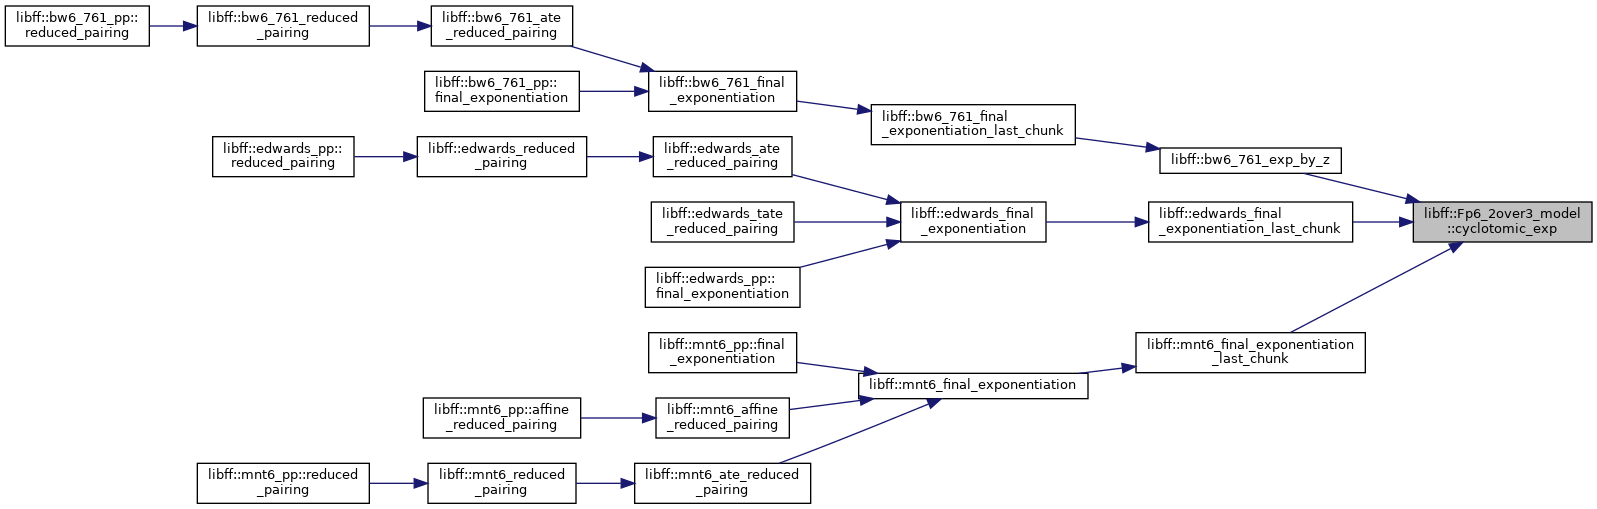 libff::bw6_761_pp::
reduced_pairing
libff::bw6_761_reduced
_pairing
libff::bw6_761_ate
_reduced_pairing
libff::bw6_761_pp::
final_exponentiation
libff::bw6_761_final
_exponentiation
libff::bw6_761_final
_exponentiation_last_chunk
libff::bw6_761_exp_by_z
libff::edwards_pp::
reduced_pairing
libff::edwards_reduced
_pairing
libff::edwards_ate
_reduced_pairing
libff::edwards_tate
_reduced_pairing
libff::edwards_final
_exponentiation
libff::edwards_final
_exponentiation_last_chunk
libff::Fp6_2over3_model
::cyclotomic_exp
libff::edwards_pp::
final_exponentiation
libff::mnt6_pp::final
_exponentiation
libff::mnt6_final_exponentiation
_last_chunk
libff::mnt6_final_exponentiation
libff::mnt6_pp::affine
_reduced_pairing
libff::mnt6_affine
_reduced_pairing
libff::mnt6_pp::reduced
_pairing
libff::mnt6_reduced
_pairing
libff::mnt6_ate_reduced
_pairing